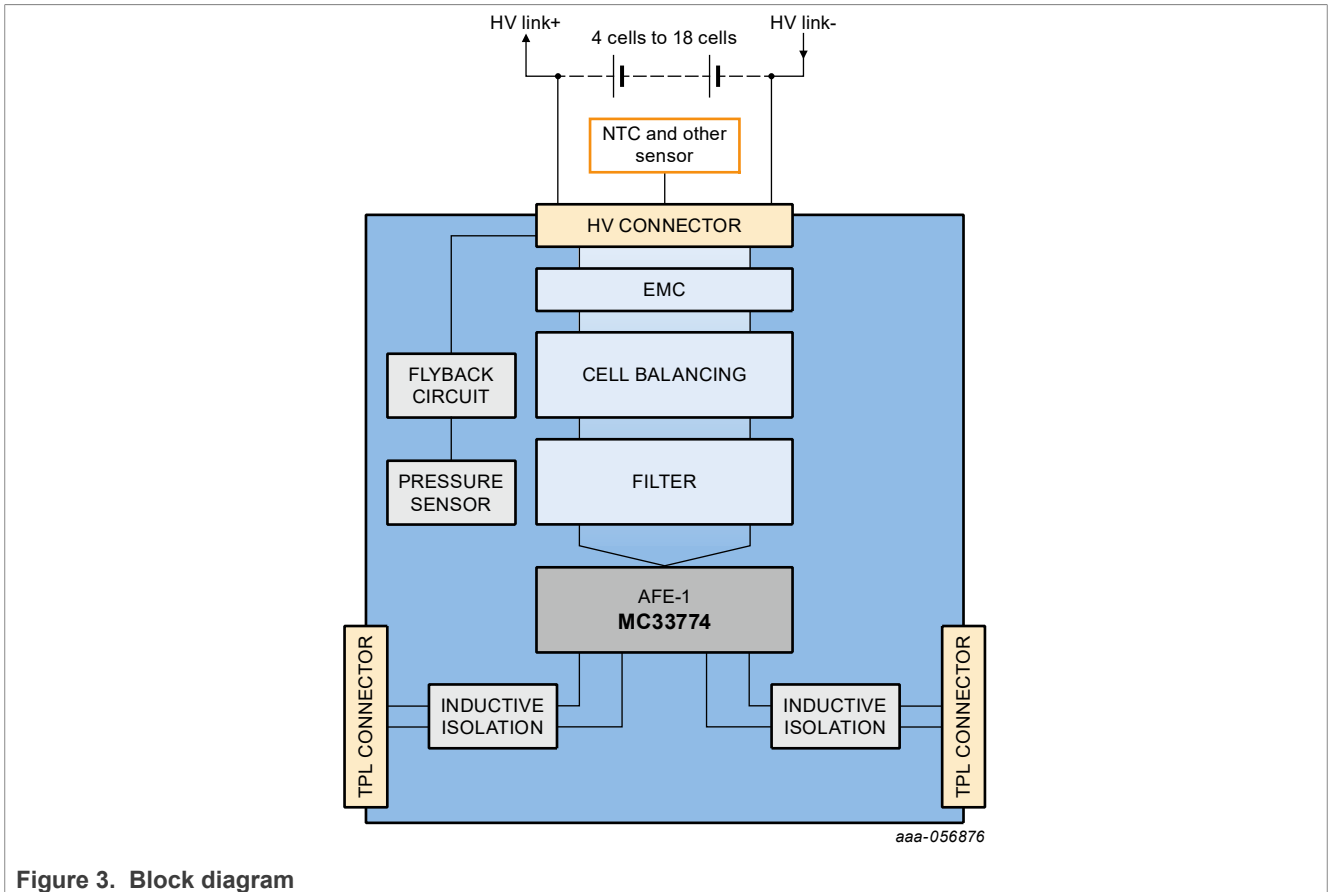 HV link+
4 cells to 18 cells
HV link-
NTC and other
sensor
HV CONNECTOR
EMC
FLYBACK
CIRCUIT
CELL BALANCING
PRESSURE
SENSOR
FILTER
AFE-1
MC33774
TPL CONNECTOR
INDUCTIVE
ISOLATION
INDUCTIVE
ISOLATION
TPL CONNECTOR
aaa-056876
Figure 3. Block diagram